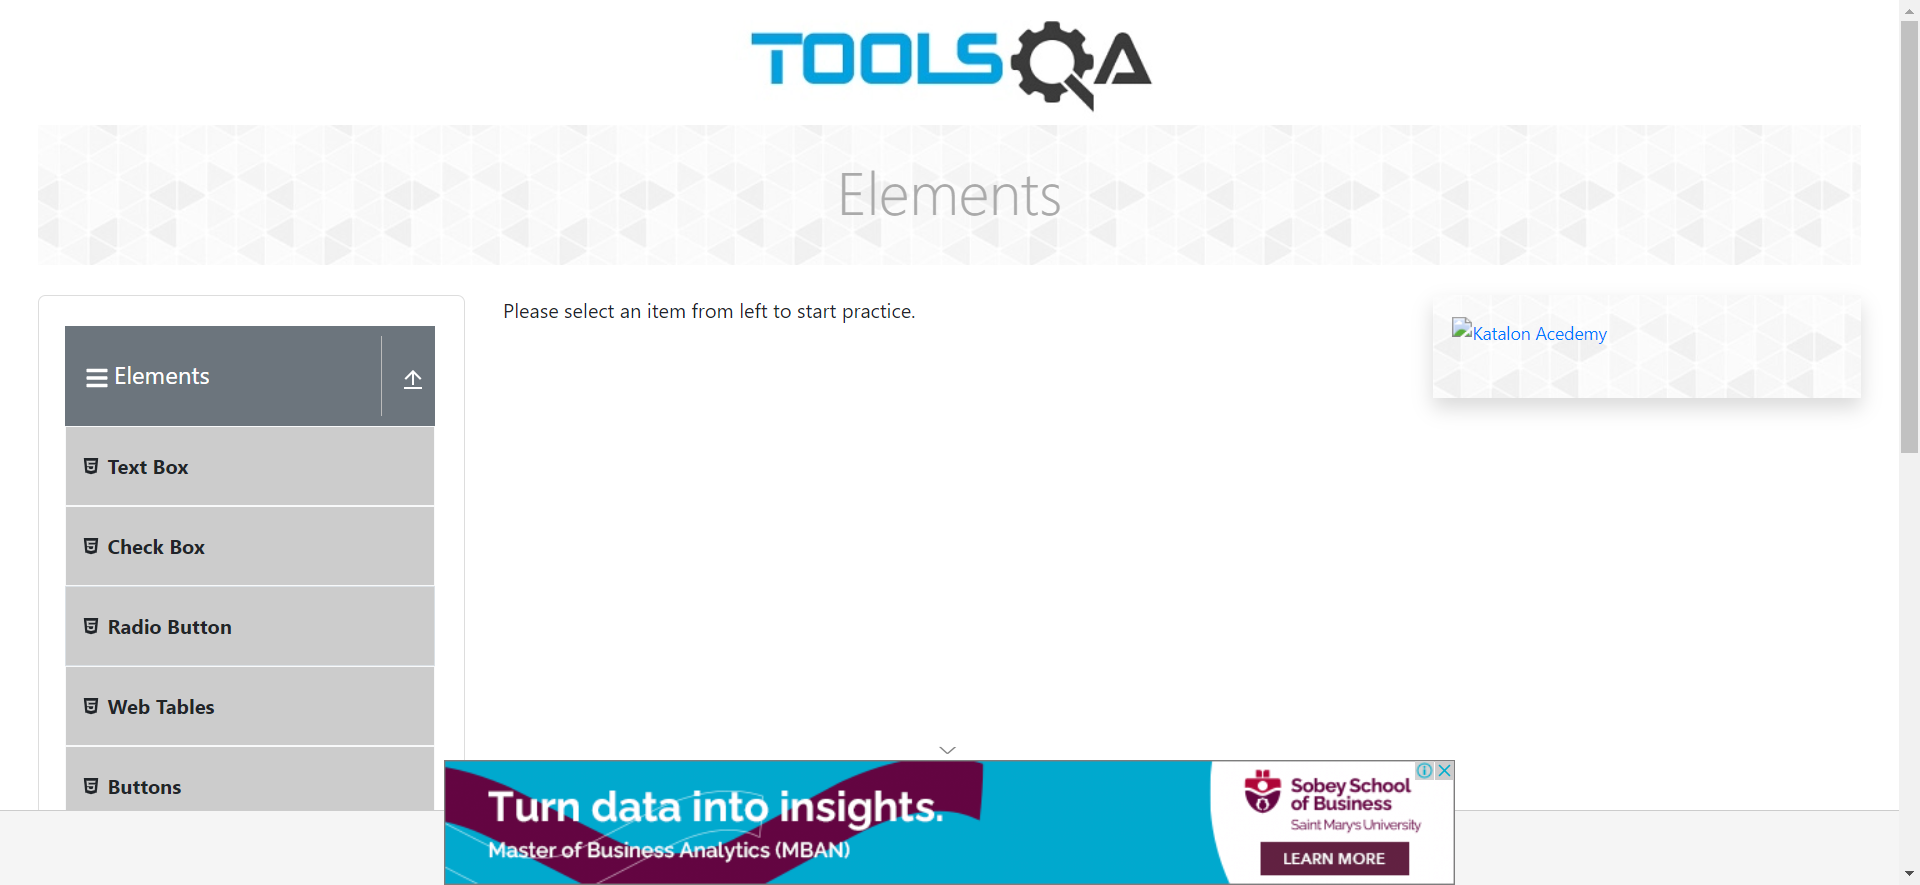 TOOLSQA
Elements
Elements
Text Box
Check Box
Radio Button
Web Tables
Buttons
Please select an item from left to start practice.
Katalon Acedemy
Turn data into insights.
Master of Business Analytics (MBAN)
Sobey School
of Business
Saint Mary's University
LEARN MORE